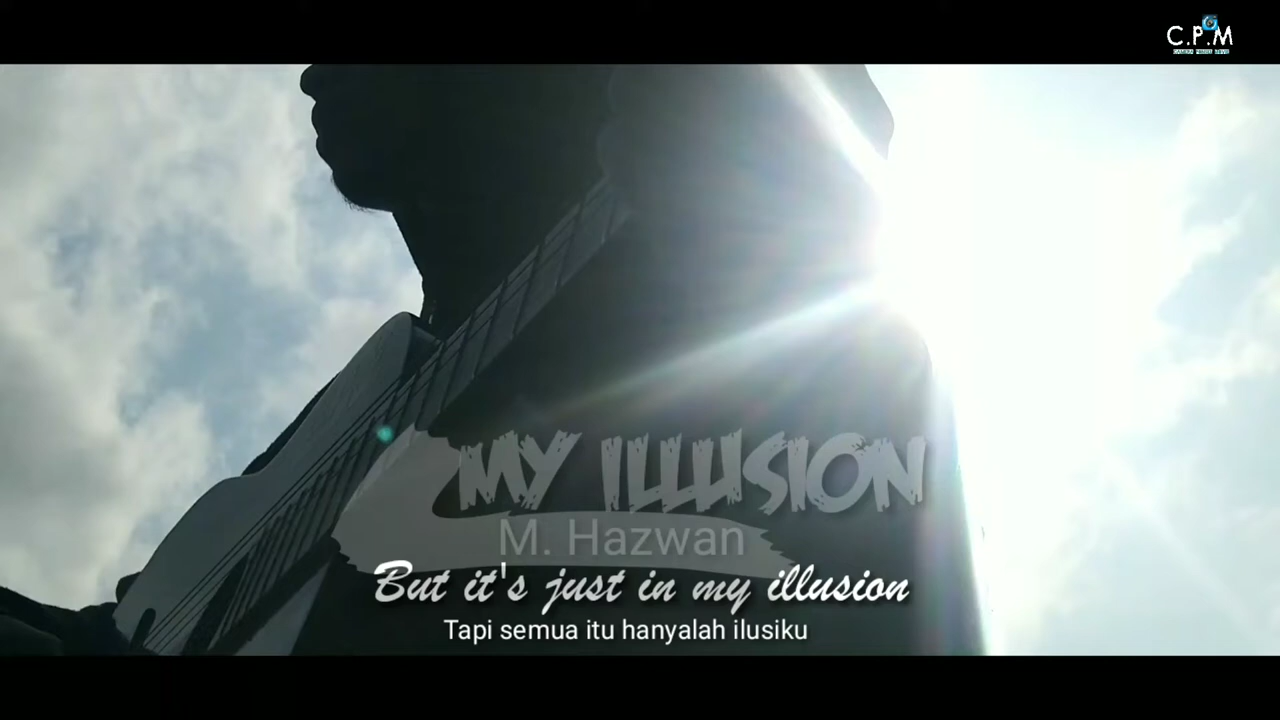 C.P.M
MY ILLUSION
M. Hazwan
But it's just in my illusion
Tapi semua itu hanyalah ilusiku